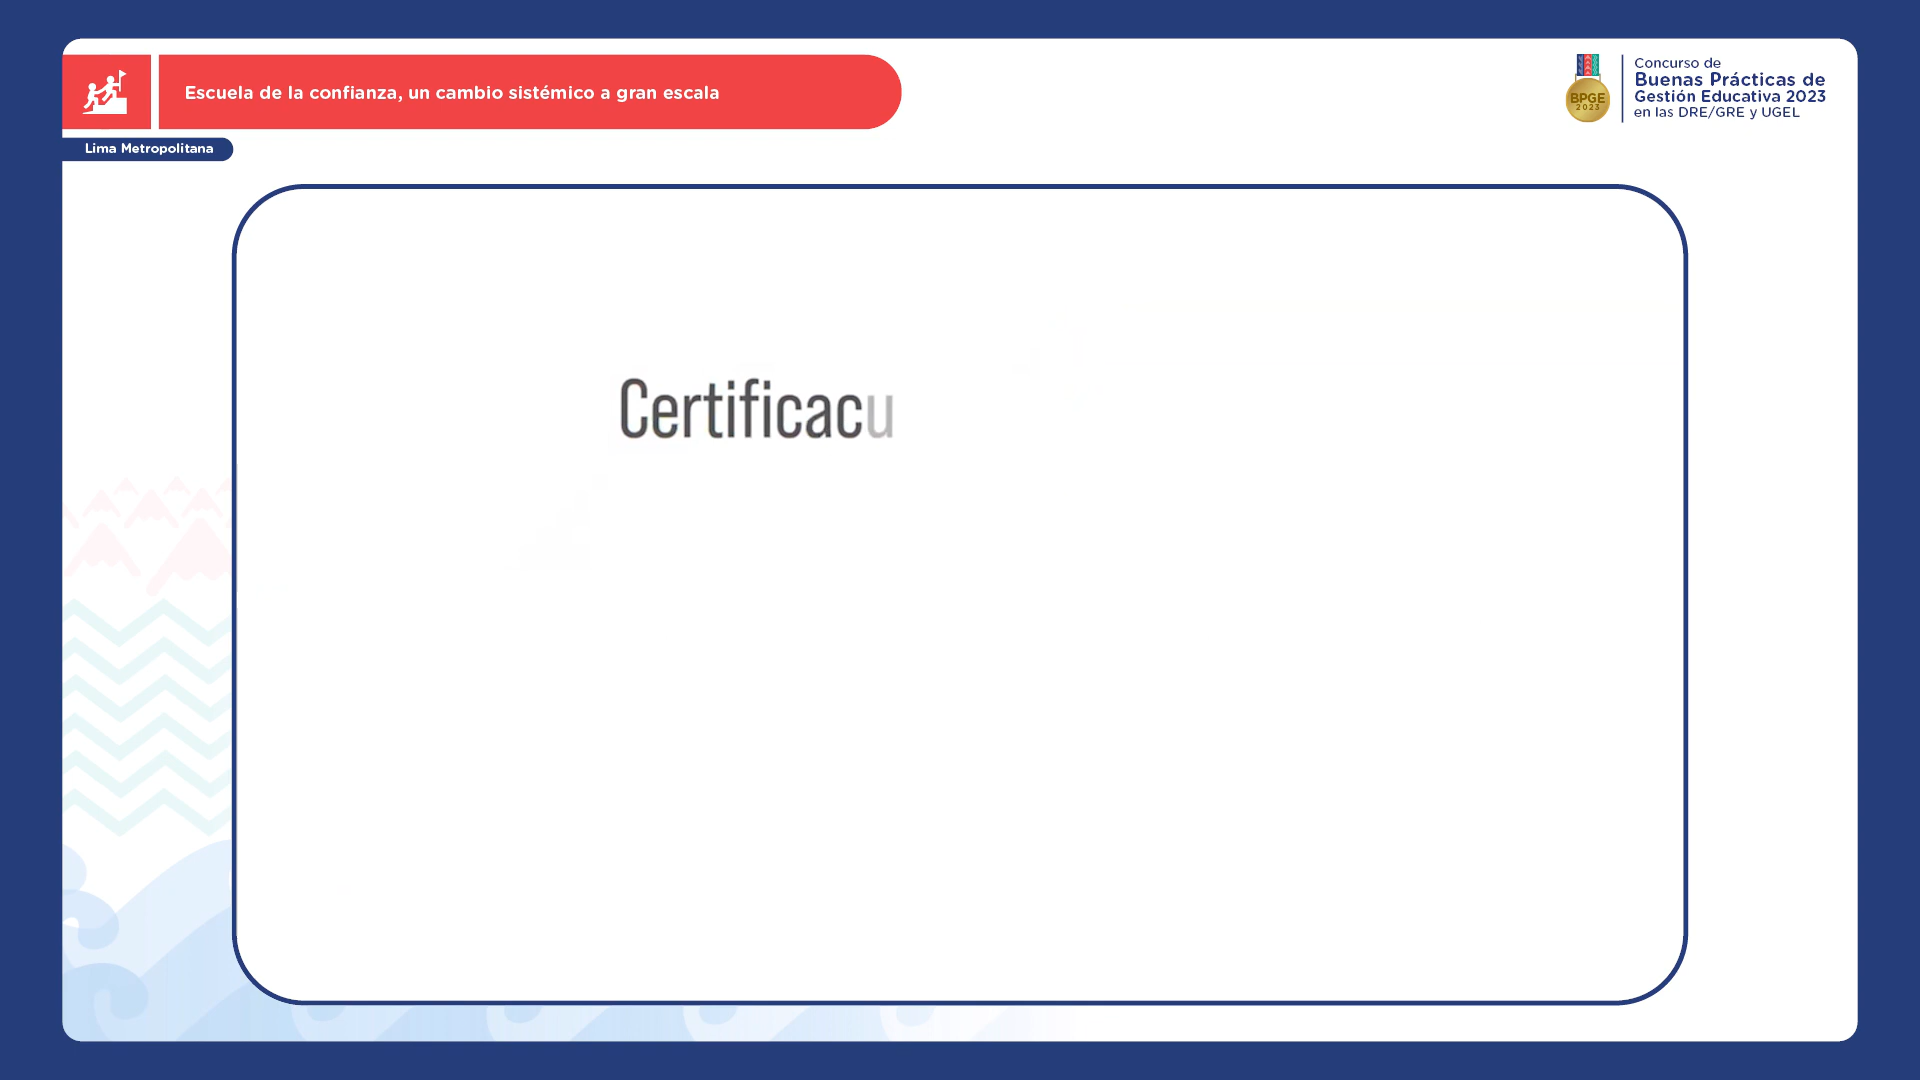 Escuela de la confianza, un cambio sistémico a gran escala
Lima Metropolitana
BPGE
2023
Concurso de
Buenas Prácticas de
Gestión Educativa 2023
en las DRE/GRE y UGEL
Certificacu